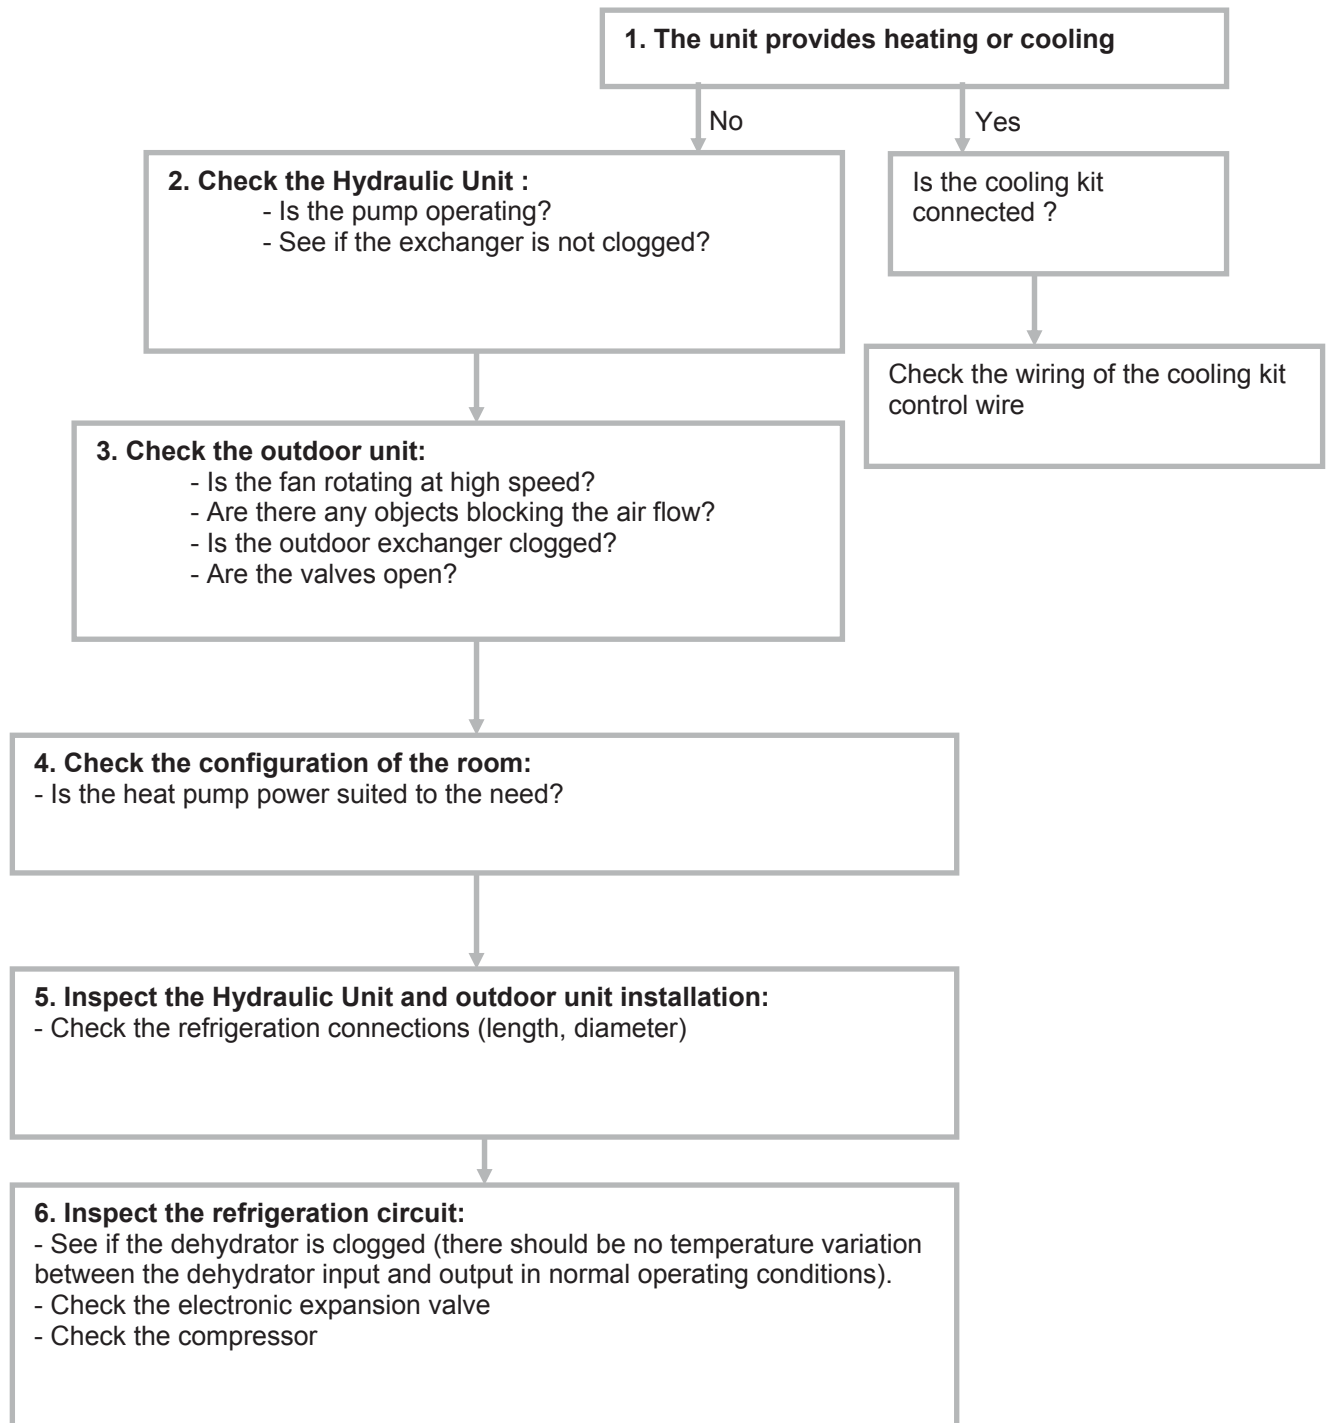 1. The unit provides heating or cooling
No
Yes
2. Check the Hydraulic Unit :
- Is the pump operating?
- See if the exchanger is not clogged?
Is the cooling kit
connected ?
Check the wiring of the cooling kit
control wire
3. Check the outdoor unit:
- Is the fan rotating at high speed?
- Are there any objects blocking the air flow?
- Is the outdoor exchanger clogged?
- Are the valves open?
4. Check the configuration of the room:
- Is the heat pump power suited to the need?
5. Inspect the Hydraulic Unit and outdoor unit installation:
- Check the refrigeration connections (length, diameter)
6. Inspect the refrigeration circuit:
- See if the dehydrator is clogged (there should be no temperature variation
between the dehydrator input and output in normal operating conditions).
- Check the electronic expansion valve
- Check the compressor